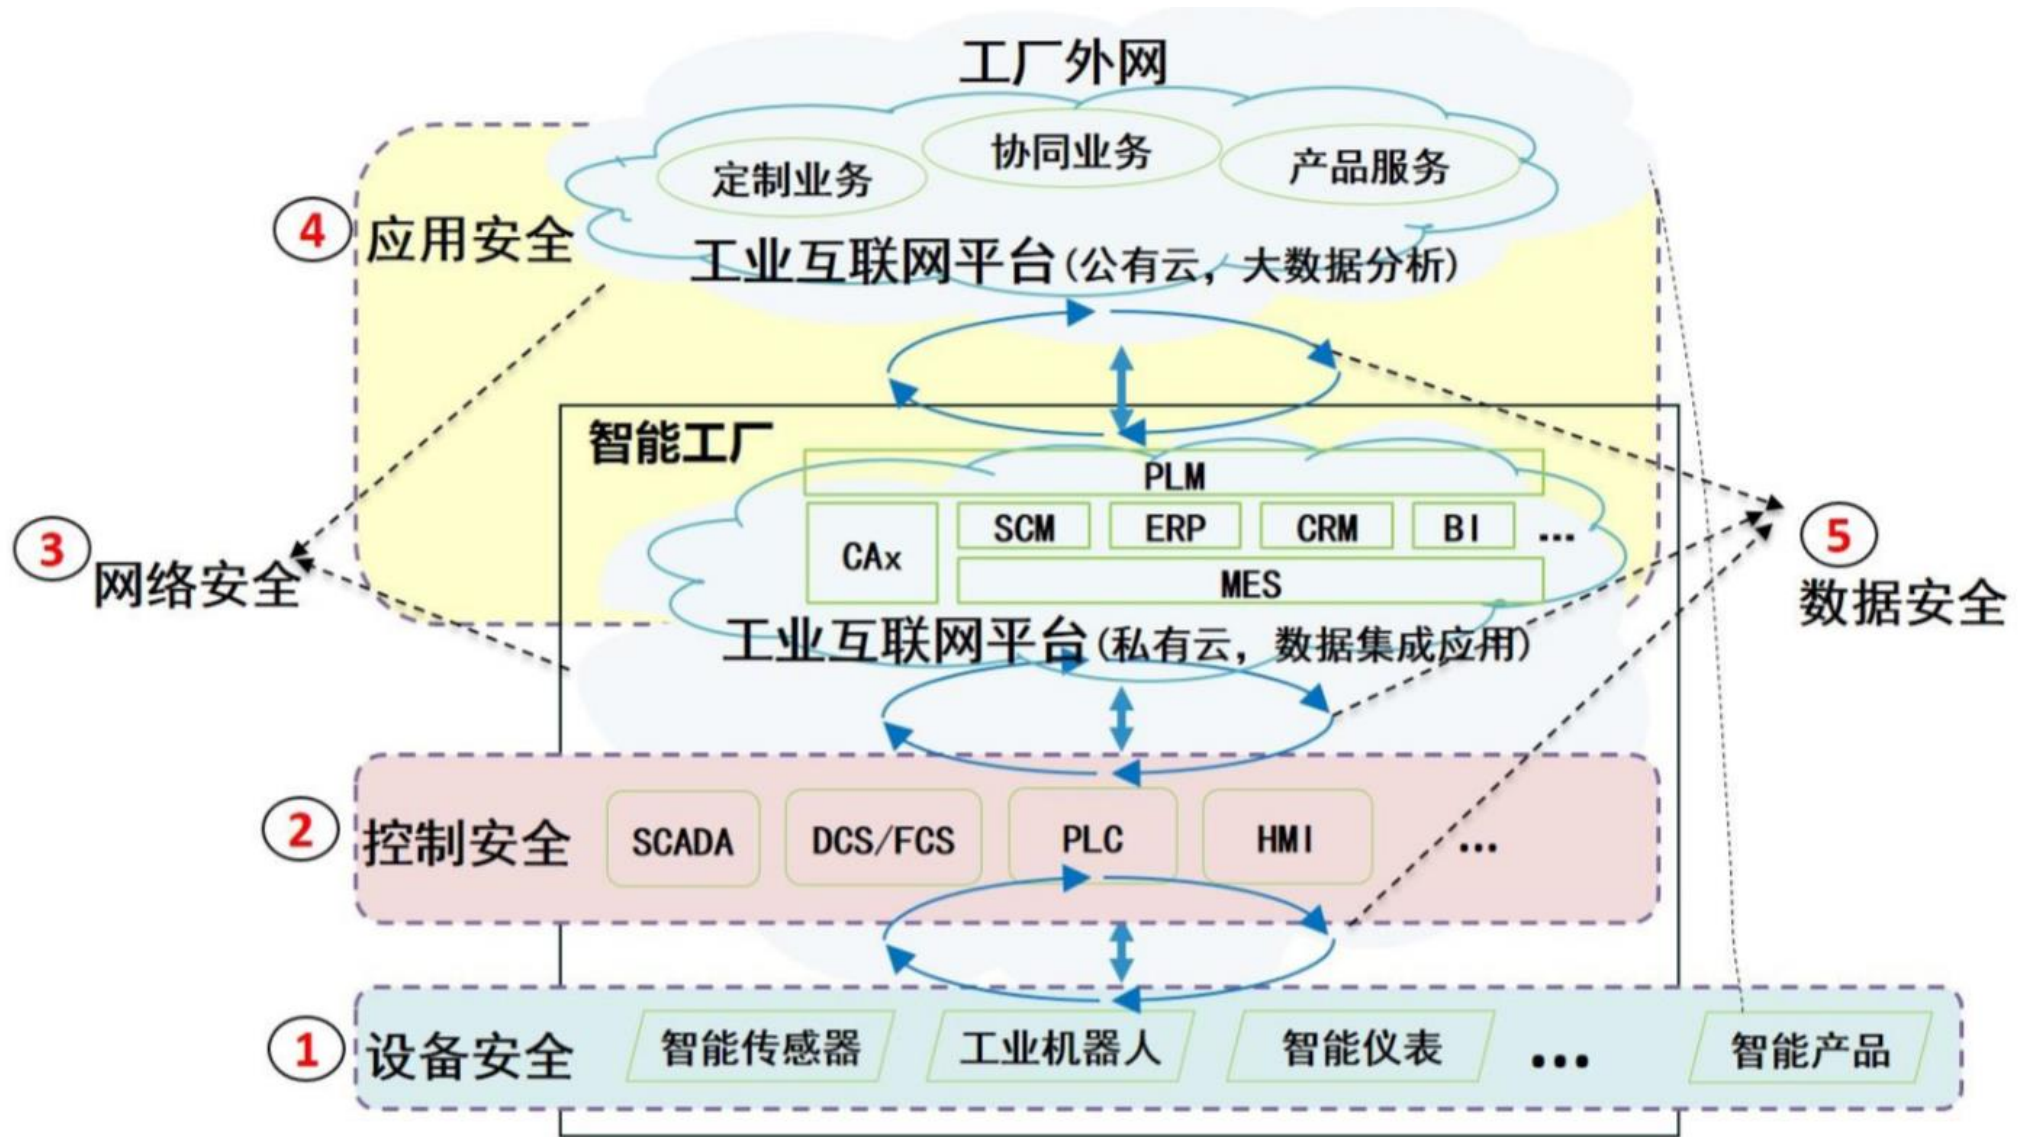 工厂外网
定制业务
协同业务
产品服务
4
应用安全
工业互联网平台(公有云，大数据分析)
智能工厂
PLM
CAx
SCM
ERP
CRM
BI
...
MES
3
网络安全
5
数据安全
工业互联网平台(私有云，数据集成应用)
2
控制安全
SCADA
DCS/FCS
PLC
HMI
...
1
设备安全
智能传感器
工业机器人
智能仪表
...
智能产品